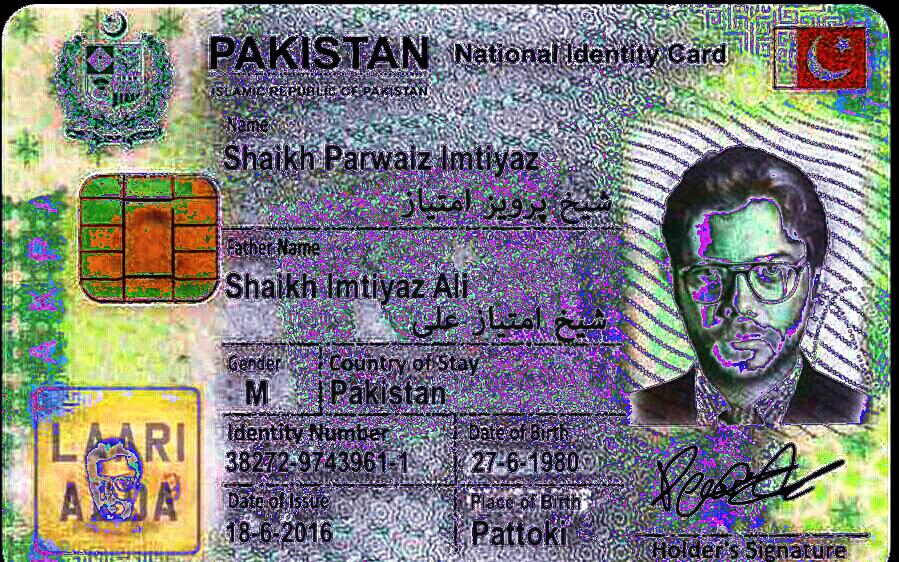 PAKISTAN National Identity Card
ISLAMIC REPUBLIC OF PAKISTAN
Name
Shaikh Parwaiz Imtiyaz
شیخ پرویز امتیاز
Father Name
Shaikh Imtiyaz Ali
شیخ امتیاز علی
Gender
M
Country of Stay
Pakistan
Identity Number
38272-9743961-1
Date of Birth
27-6-1980
Date of Issue
18-6-2016
Place of Birth
Pattoki
LAARI
ADDA
Holder's Signature